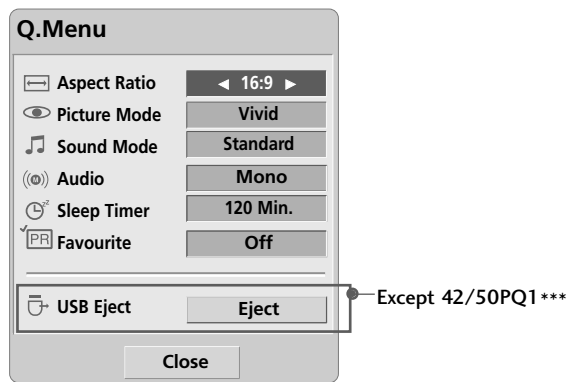 Q.Menu
Aspect Ratio ◄ 16:9 ►
Picture Mode Vivid
Sound Mode Standard
Audio Mono
Sleep Timer 120 Min.
Favourite Off
USB Eject Eject
Except 42/50PQ1***
Close